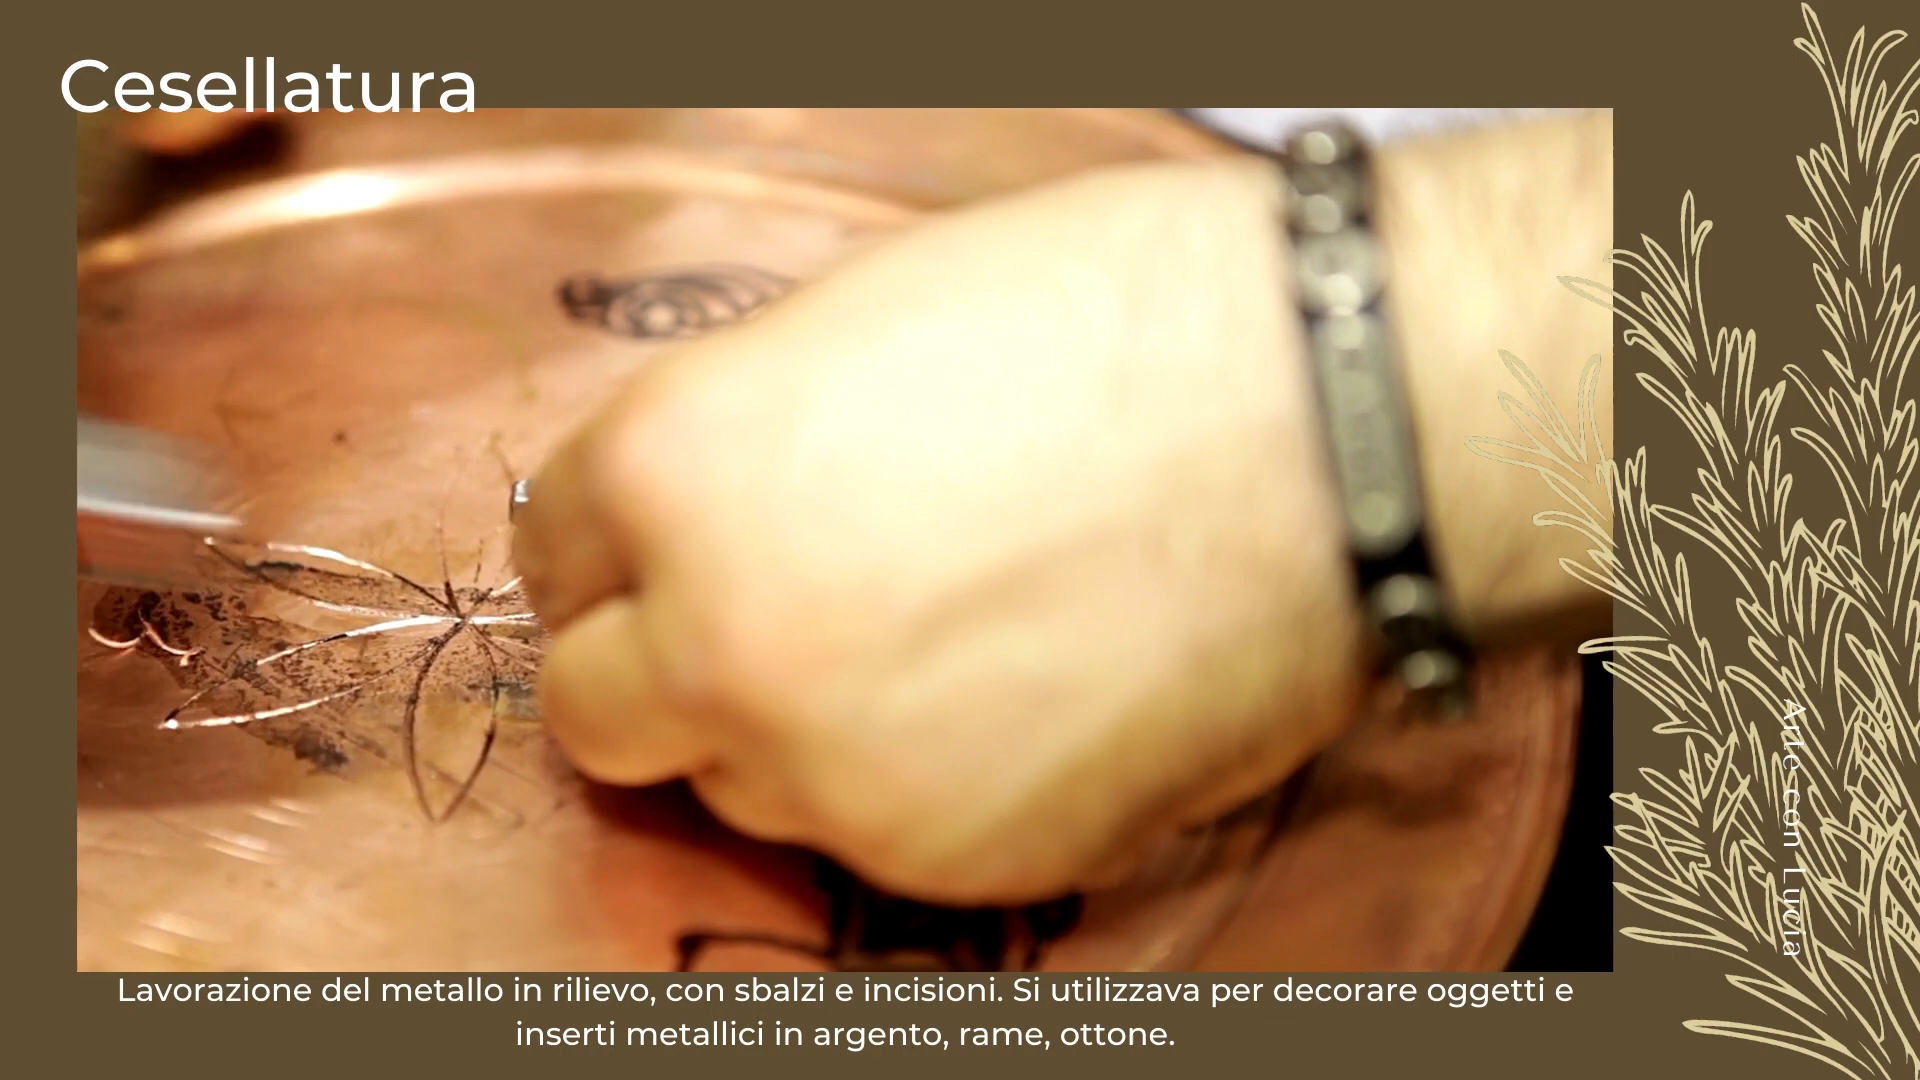 Cesellatura
Lavorazione del metallo in rilievo, con sbalzi e incisioni. Si utilizzava per decorare oggetti e
inserti metallici in argento, rame, ottone.
Arte con Lucia